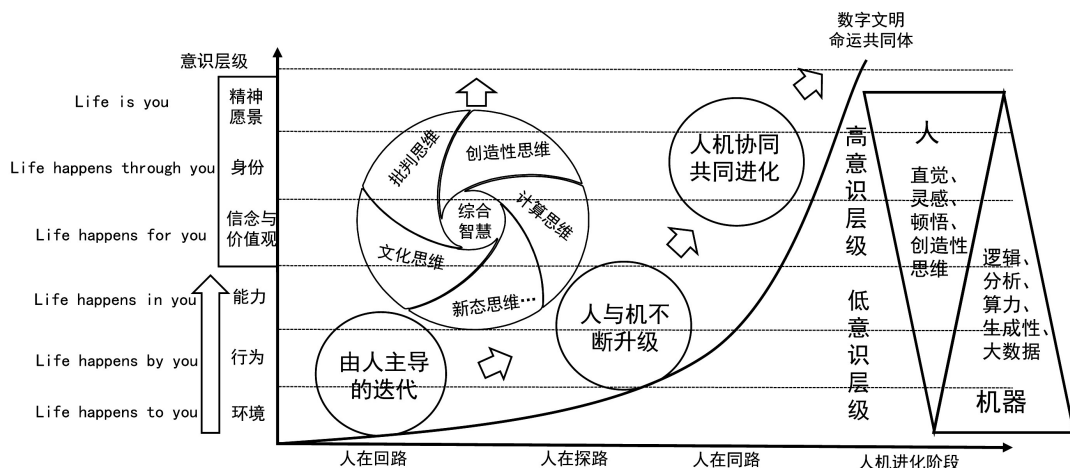 数字文明
命运共同体
意识层级
Life is you
精神
愿景
Life happens through you
身份
Life happens for you
信念与
价值观
Life happens in you
能力
Life happens by you
行为
Life happens to you
环境
批判思维
创造性思维
计算思维
文化思维
新态思维…
综合
智慧
由人主导
的迭代
人与机不
断升级
人机协同
共同进化
高意识层级
低意识层级
人
直觉、
灵感、
顿悟、
创造性
思维
逻辑、
分析、
算力、
生成性、
大数据
机器
人在回路
人在探路
人在同路
人机进化阶段